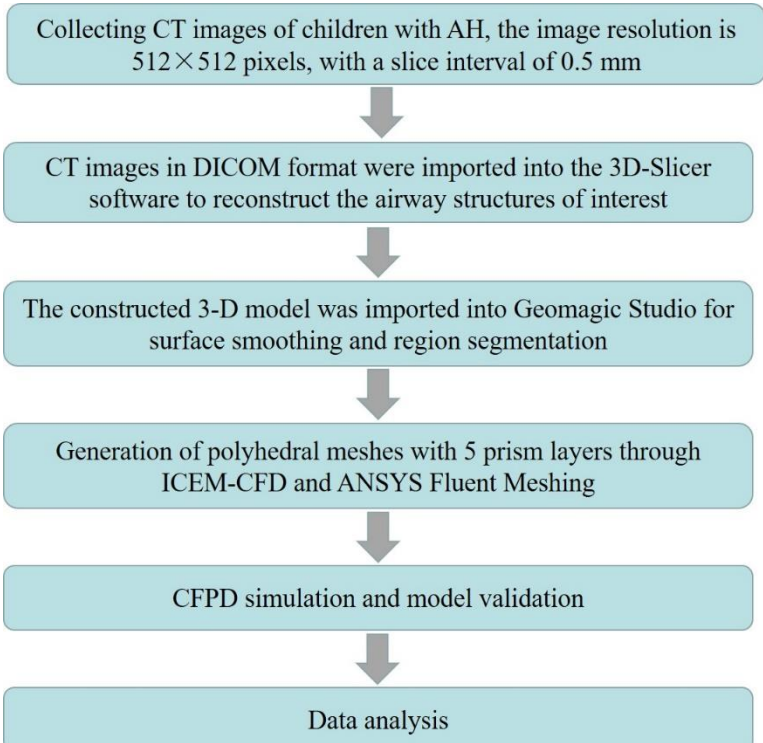 Collecting CT images of children with AH, the image resolution is
512×512 pixels, with a slice interval of 0.5 mm
CT images in DICOM format were imported into the 3D-Slicer
software to reconstruct the airway structures of interest
The constructed 3-D model was imported into Geomagic Studio for
surface smoothing and region segmentation
Generation of polyhedral meshes with 5 prism layers through
ICEM-CFD and ANSYS Fluent Meshing
CFPD simulation and model validation
Data analysis